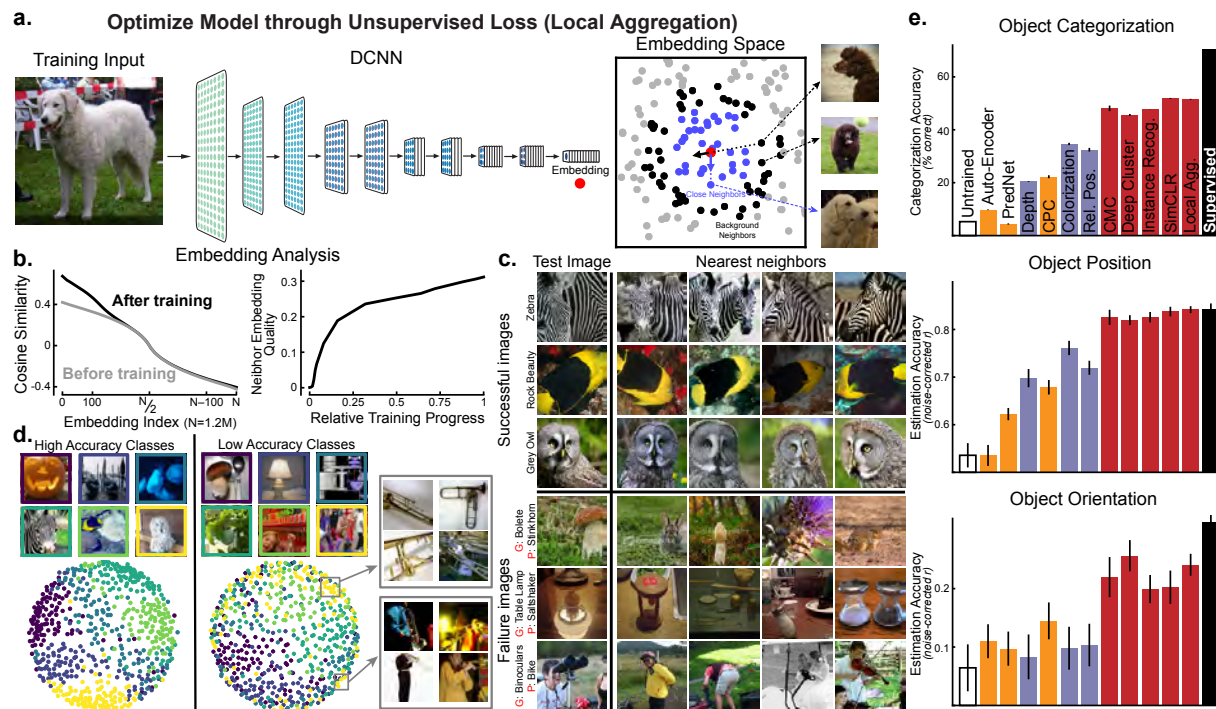 a. Optimize Model through Unsupervised Loss (Local Aggregation)
Training Input
DCNN
Embedding
Embedding Space
Close Neighbors
Background
Neighbors
b. Embedding Analysis
Cosine Similarity
0.4
0
-0.4
After training
Before training
0 100 N/2 N–100 N
Embedding Index (N=1.2M)
Neihbor Embedding
Quality
0.3
0.2
0.1
0
0 0.25 0.5 0.75 1
Relative Training Progress
c. Test Image Nearest neighbors
Successful images
Zebra
Rock Beauty
Grey Owl
Failure images
G: Bolete
P: Stinkhorn
G: Table Lamp
P: Saltshaker
G: Binoculars
P: Bike
d.
High Accuracy Classes
Low Accuracy Classes
e. Object Categorization
Categorization Accuracy
(% correct)
60
40
20
Untrained
Auto-Encoder
PredNet
Depth
CPC
Colorization
Rel. Pos.
CMC
Deep Cluster
Instance Recog.
SimCLR
Local Agg.
Supervised
Object Position
Estimation Accuracy
(noise-corrected r)
0.8
0.7
0.6
Object Orientation
Estimation Accuracy
(noise-corrected r)
0.2
0.1